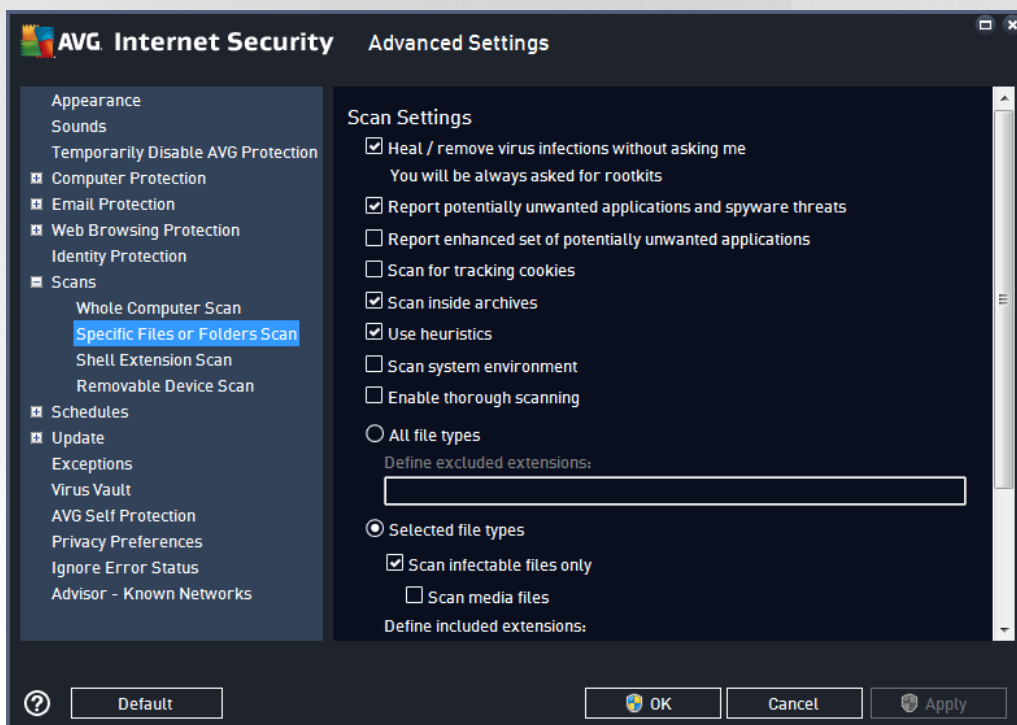 AVG. Internet Security Advanced Settings
Appearance
Sounds
Temporarily Disable AVG Protection
Computer Protection
Email Protection
Web Browsing Protection
Identity Protection
Scans
Whole Computer Scan
Specific Files or Folders Scan
Shell Extension Scan
Removable Device Scan
Schedules
Update
Exceptions
Virus Vault
AVG Self Protection
Privacy Preferences
Ignore Error Status
Advisor - Known Networks
Scan Settings
Heal / remove virus infections without asking me
You will be always asked for rootkits
Report potentially unwanted applications and spyware threats
Report enhanced set of potentially unwanted applications
Scan for tracking cookies
Scan inside archives
Use heuristics
Scan system environment
Enable thorough scanning
All file types
Define excluded extensions:
Selected file types
Scan infectable files only
Scan media files
Define included extensions:
? Default OK Cancel Apply